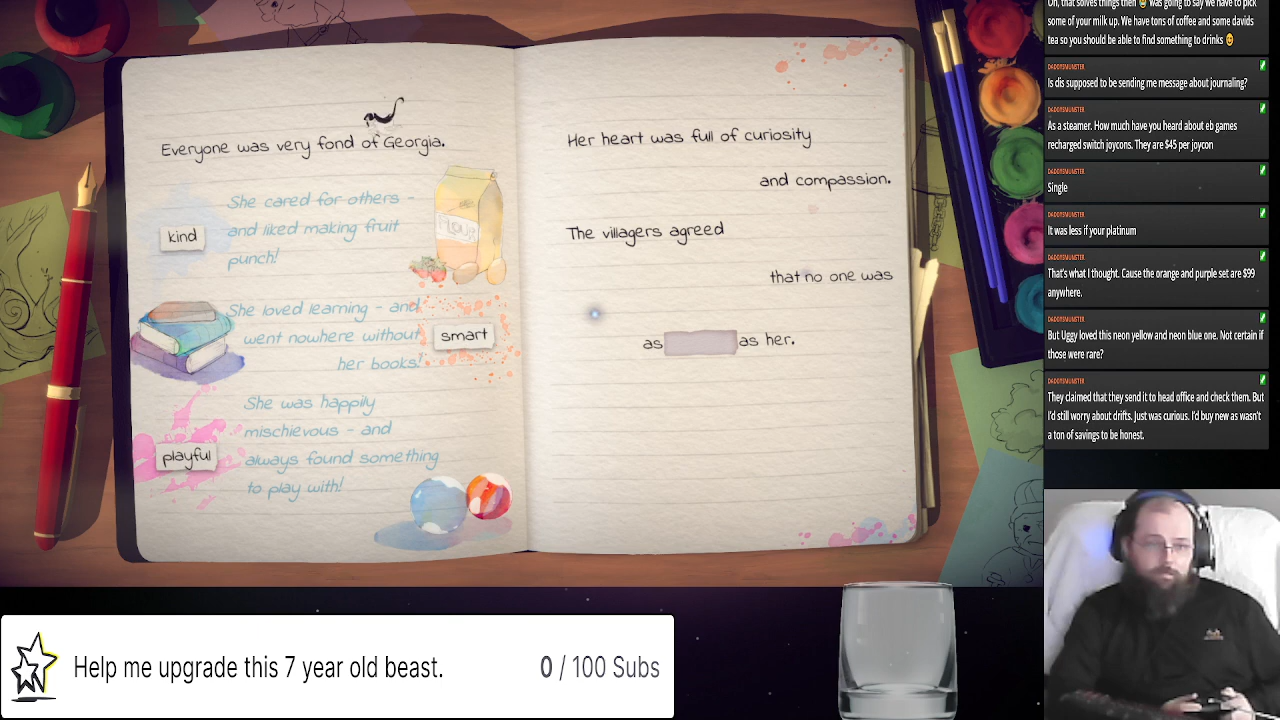 Everyone was very fond of Georgia.
She cared for others -
and liked making fruit
punch!
kind
FLOUR
She loved learning - and
went nowhere without
her books!
smart
She was happily
mischievous - and
always found something
to play with!
playful
Her heart was full of curiosity
and compassion.
The villagers agreed
that no one was
as as her.
Oh, that solves things then was going to say we have to pick
some of your milk up. We have tons of coffee and some davids
tea so you should be able to find something to drinks
DADDYSMUNSTER
Is dis supposed to be sending me message about journaling?
DADDYSMUNSTER
As a steamer. How much have you heard about eb games
recharged switch joycons. They are $45 per joycon
DADDYSMUNSTER
Single
DADDYSMUNSTER
It was less if your platinum
DADDYSMUNSTER
That's what I thought. Cause the orange and purple set are $99
anywhere.
DADDYSMUNSTER
But Uggy loved this neon yellow and neon blue one. Not certain if
those were rare?
DADDYSMUNSTER
They claimed that they send it to head office and check them. But
I'd still worry about drifts. Just was curious. I'd buy new as wasn't
a ton of savings to be honest.
Help me upgrade this 7 year old beast.
0 / 100 Subs